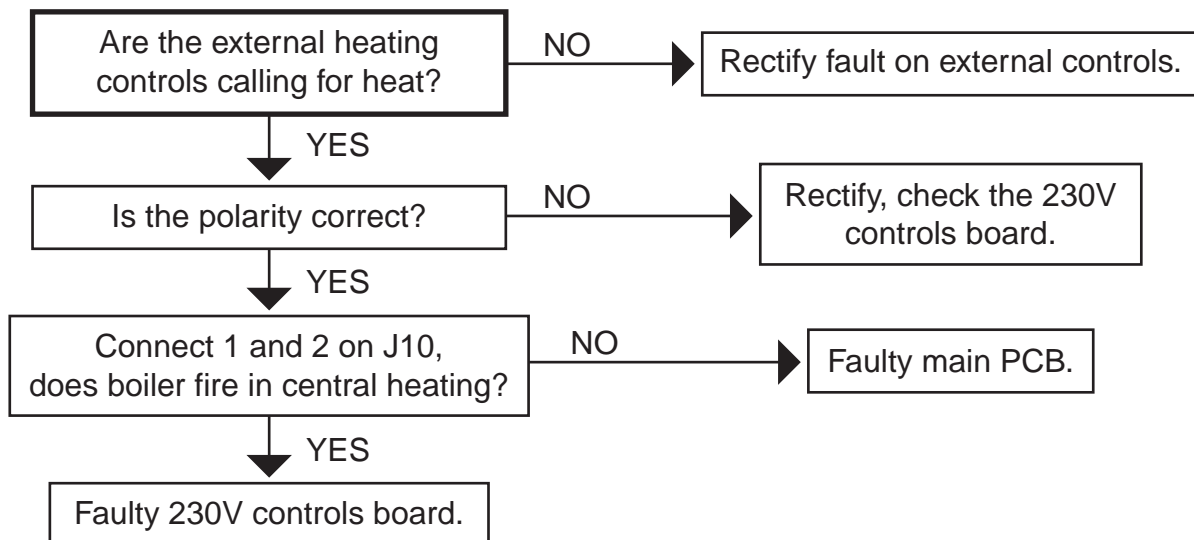 Are the external heating
controls calling for heat?
NO
Rectify fault on external controls.
YES
Is the polarity correct?
NO
Rectify, check the 230V
controls board.
YES
Connect 1 and 2 on J10,
does boiler fire in central heating?
NO
Faulty main PCB.
YES
Faulty 230V controls board.